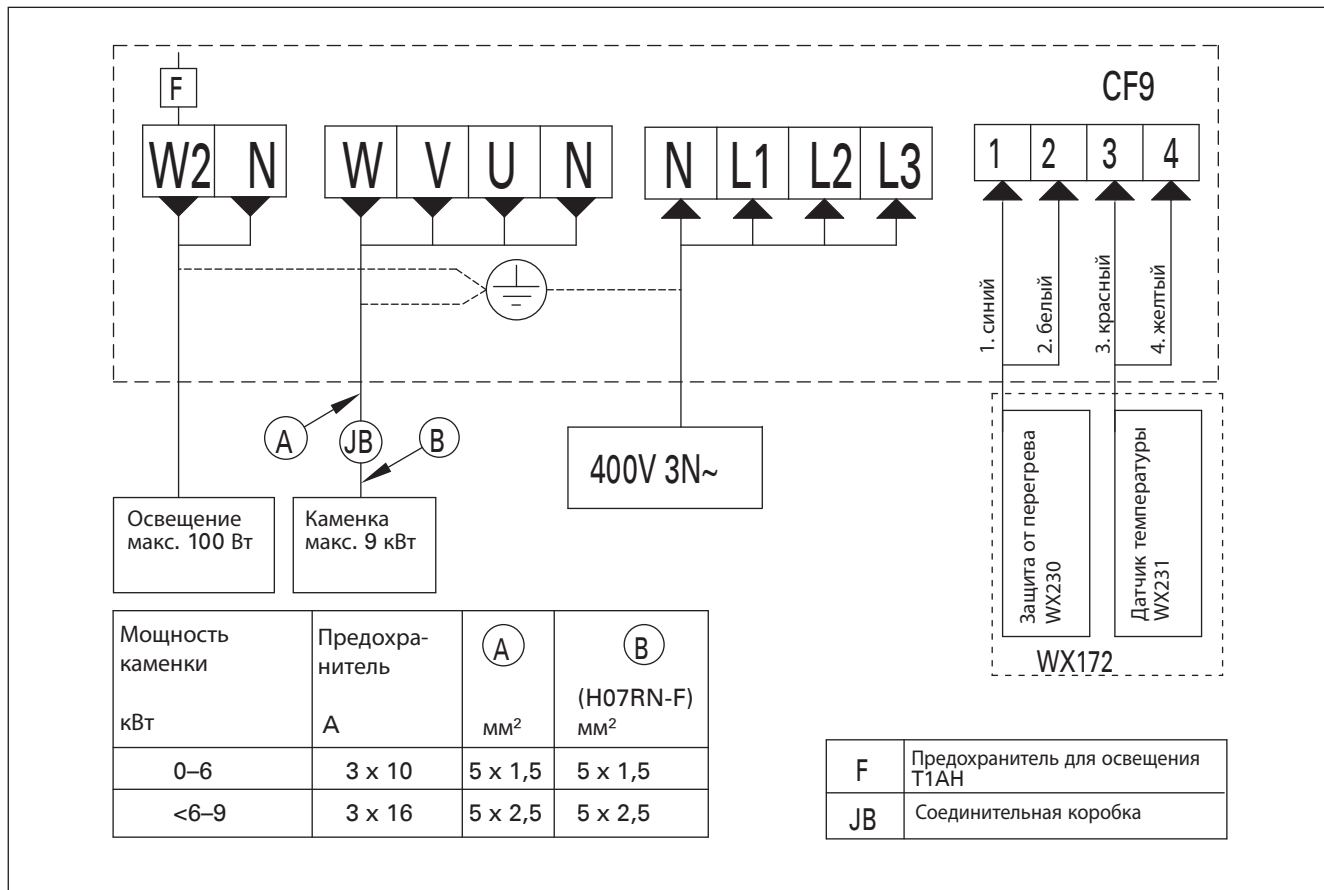 F
CF9
W2 N
W V U N
N L1 L2 L3
1 2 3 4
1. синий
2. белый
3. красный
4. желтый
A
JB
B
400V 3N~
Освещение
макс. 100 Вт
Каменка
макс. 9 кВт
Защита от перегрева
WX230
Датчик температуры
WX231
WX172
Мощность
каменки
кВт
Предохра-
нитель
А
A
мм²
B
(H07RN-F)
мм²
0–6 3 x 10 5 x 1,5 5 x 1,5
<6–9 3 x 16 5 x 2,5 5 x 2,5
F Предохранитель для освещения
T1AH
JB Соединительная коробка